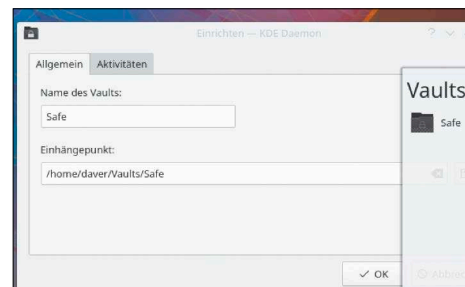 Einrichten — KDE Daemon
Allgemein Aktivitäten
Name des Vaults:
Safe
Einhängepunkt:
/home/daver/Vaults/Safe
OK
Vaults
Safe